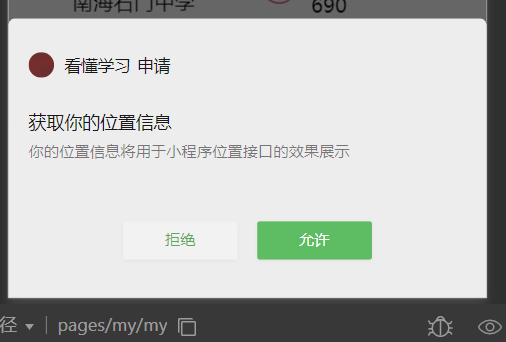 南海石门中学
690
看懂学习 申请
获取你的位置信息
你的位置信息将用于小程序位置接口的效果展示
拒绝
允许
径
pages/my/my